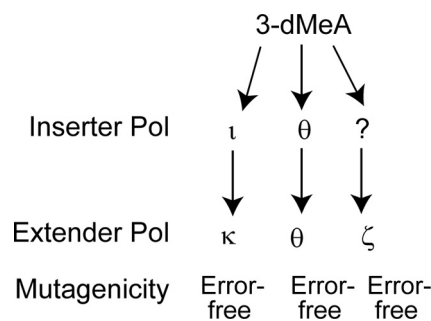 3-dMeA
Inserter Pol ι θ ?
Extender Pol κ θ ζ
Mutagenicity Error-free Error-free Error-free